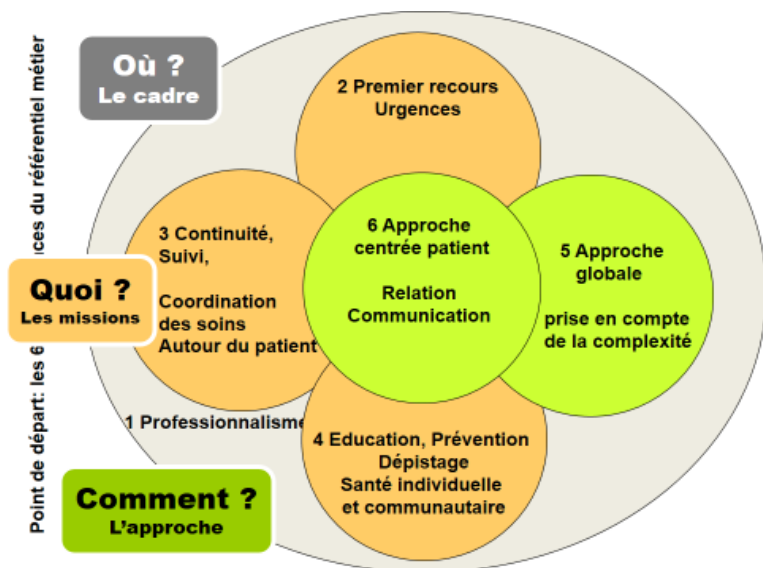 Où ?
Le cadre
2 Premier recours
Urgences
3 Continuité,
Suivi,
Coordination
des soins
Autour du patient
6 Approche
centrée patient
Relation
Communication
5 Approche
globale
prise en compte
de la complexité
Quoi ?
Les missions
1 Professionnalisme
4 Education, Prévention
Dépistage
Santé individuelle
et communautaire
Comment ?
L'approche
Point de départ: les 6 nces du référentiel métier